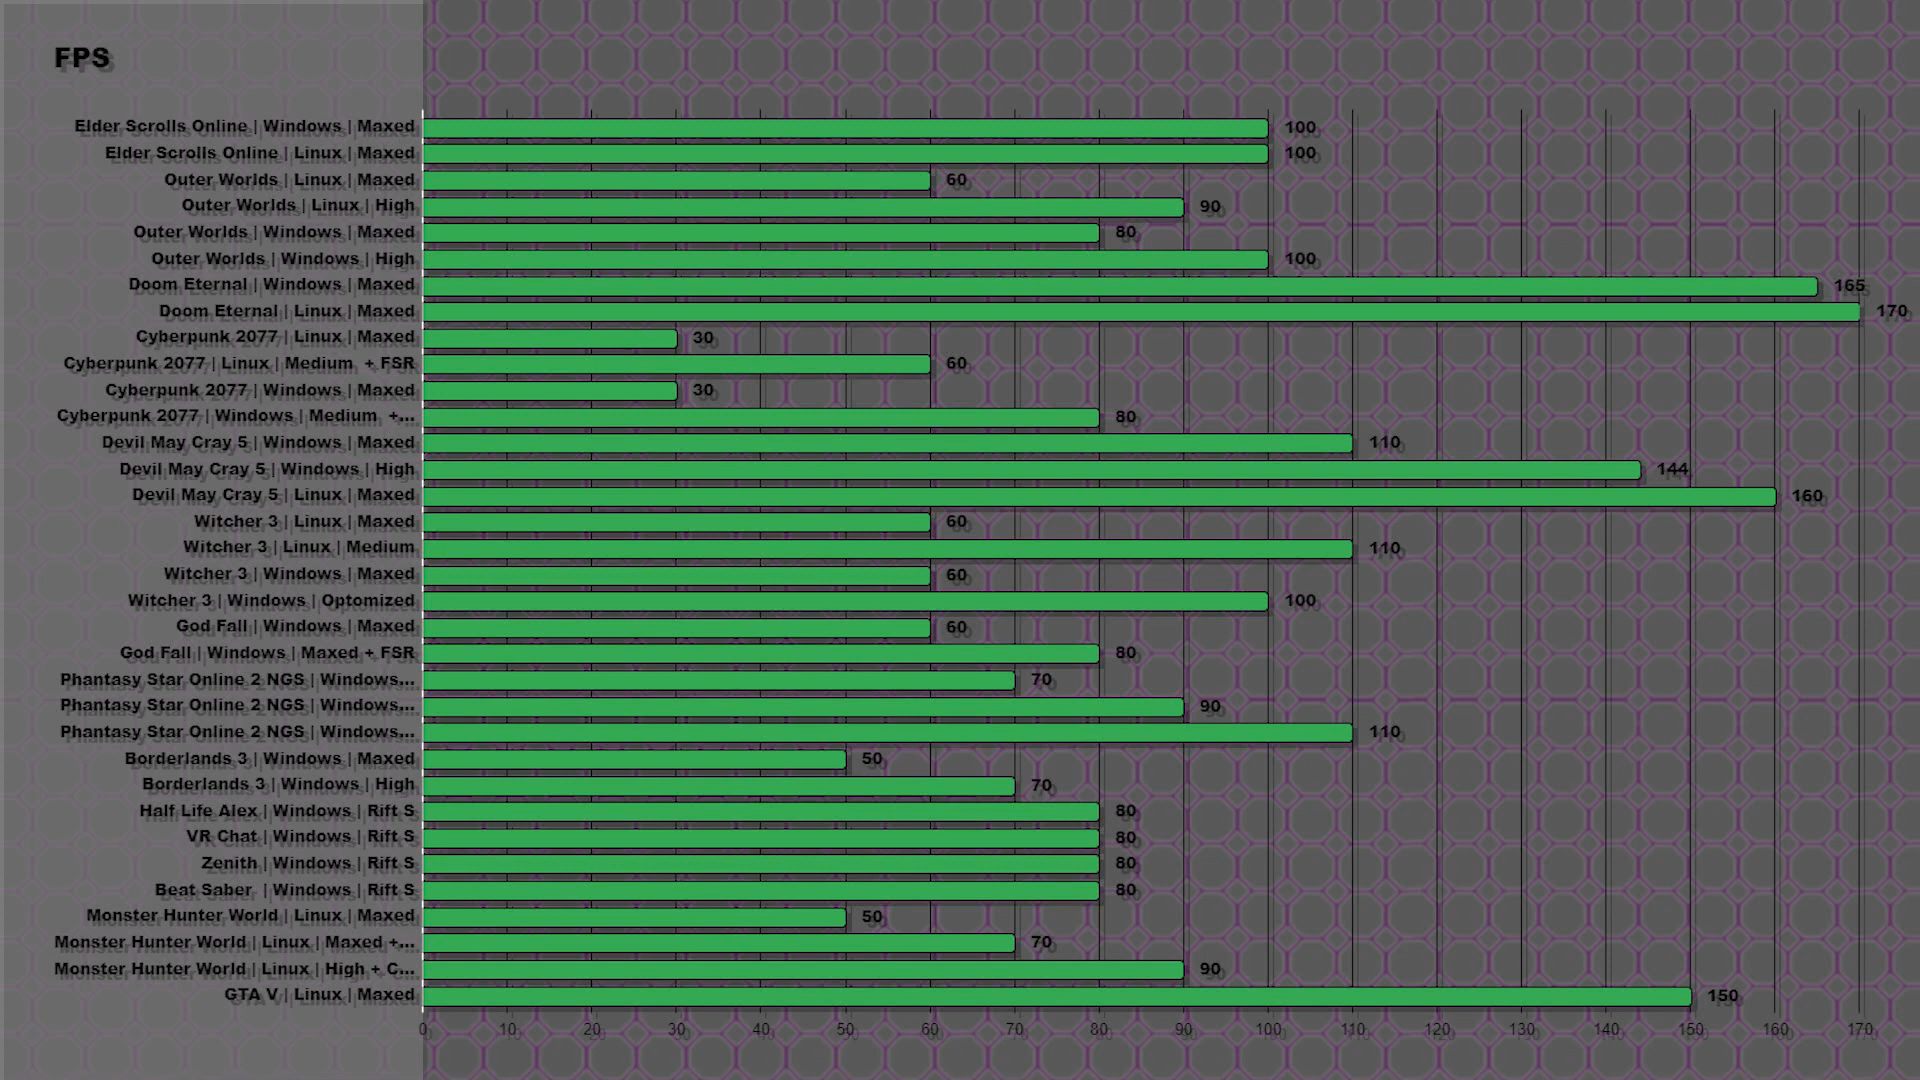 FPS
Elder Scrolls Online | Windows | Maxed 100
Elder Scrolls Online | Linux | Maxed 100
Outer Worlds | Linux | Maxed 60
Outer Worlds | Linux | High 90
Outer Worlds | Windows | Maxed 80
Outer Worlds | Windows | High 100
Doom Eternal | Windows | Maxed 165
Doom Eternal | Linux | Maxed 170
Cyberpunk 2077 | Linux | Maxed 30
Cyberpunk 2077 | Linux | Medium + FSR 60
Cyberpunk 2077 | Windows | Maxed 30
Cyberpunk 2077 | Windows | Medium +... 80
Devil May Cray 5 | Windows | Maxed 110
Devil May Cray 5 | Windows | High 144
Devil May Cray 5 | Linux | Maxed 160
Witcher 3 | Linux | Maxed 60
Witcher 3 | Linux | Medium 110
Witcher 3 | Windows | Maxed 60
Witcher 3 | Windows | Optomized 100
God Fall | Windows | Maxed 60
God Fall | Windows | Maxed + FSR 80
Phantasy Star Online 2 NGS | Windows... 70
Phantasy Star Online 2 NGS | Windows... 90
Phantasy Star Online 2 NGS | Windows... 110
Borderlands 3 | Windows | Maxed 50
Borderlands 3 | Windows | High 70
Half Life Alex | Windows | Rift S 80
VR Chat | Windows | Rift S 80
Zenith | Windows | Rift S 80
Beat Saber | Windows | Rift S 80
Monster Hunter World | Linux | Maxed 50
Monster Hunter World | Linux | Maxed +... 70
Monster Hunter World | Linux | High + C... 90
GTA V | Linux | Maxed 150
0 10 20 30 40 50 60 70 80 90 100 110 120 130 140 150 160 170